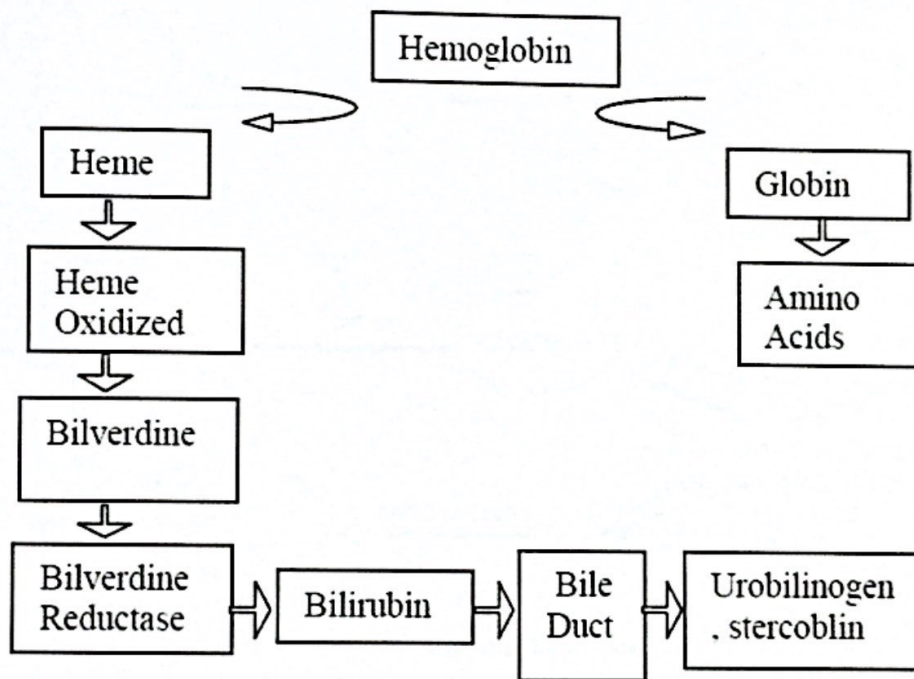 Hemoglobin
Heme
Globin
Heme
Oxidized
Amino
Acids
Bilverdine
Bilverdine
Reductase
Bilirubin
Bile
Duct
Urobilinogen
, stercoblin